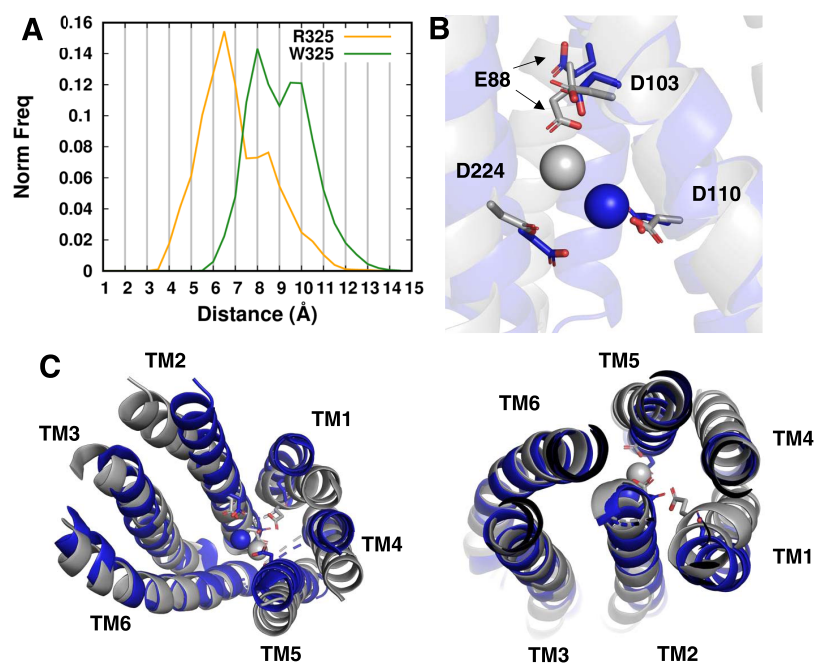 A
0.16
0.14
0.12
0.1
0.08
0.06
0.04
0.02
0
Norm Freq
R325
W325
1 2 3 4 5 6 7 8 9 10 11 12 13 14 15
Distance (Å)
B
E88
D103
D224
D110
C
TM2
TM1
TM3
TM4
TM6
TM5
TM5
TM6
TM4
TM1
TM3
TM2